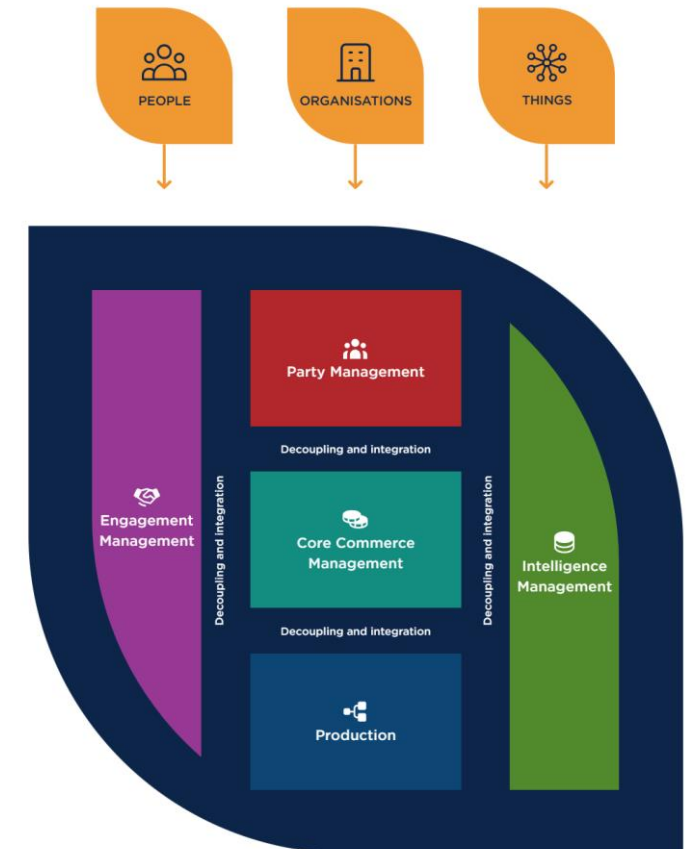 PEOPLE
ORGANISATIONS
THINGS
Party Management
Decoupling and integration
Engagement
Management
Decoupling and integration
Core Commerce
Management
Decoupling and integration
Intelligence
Management
Decoupling and integration
Production